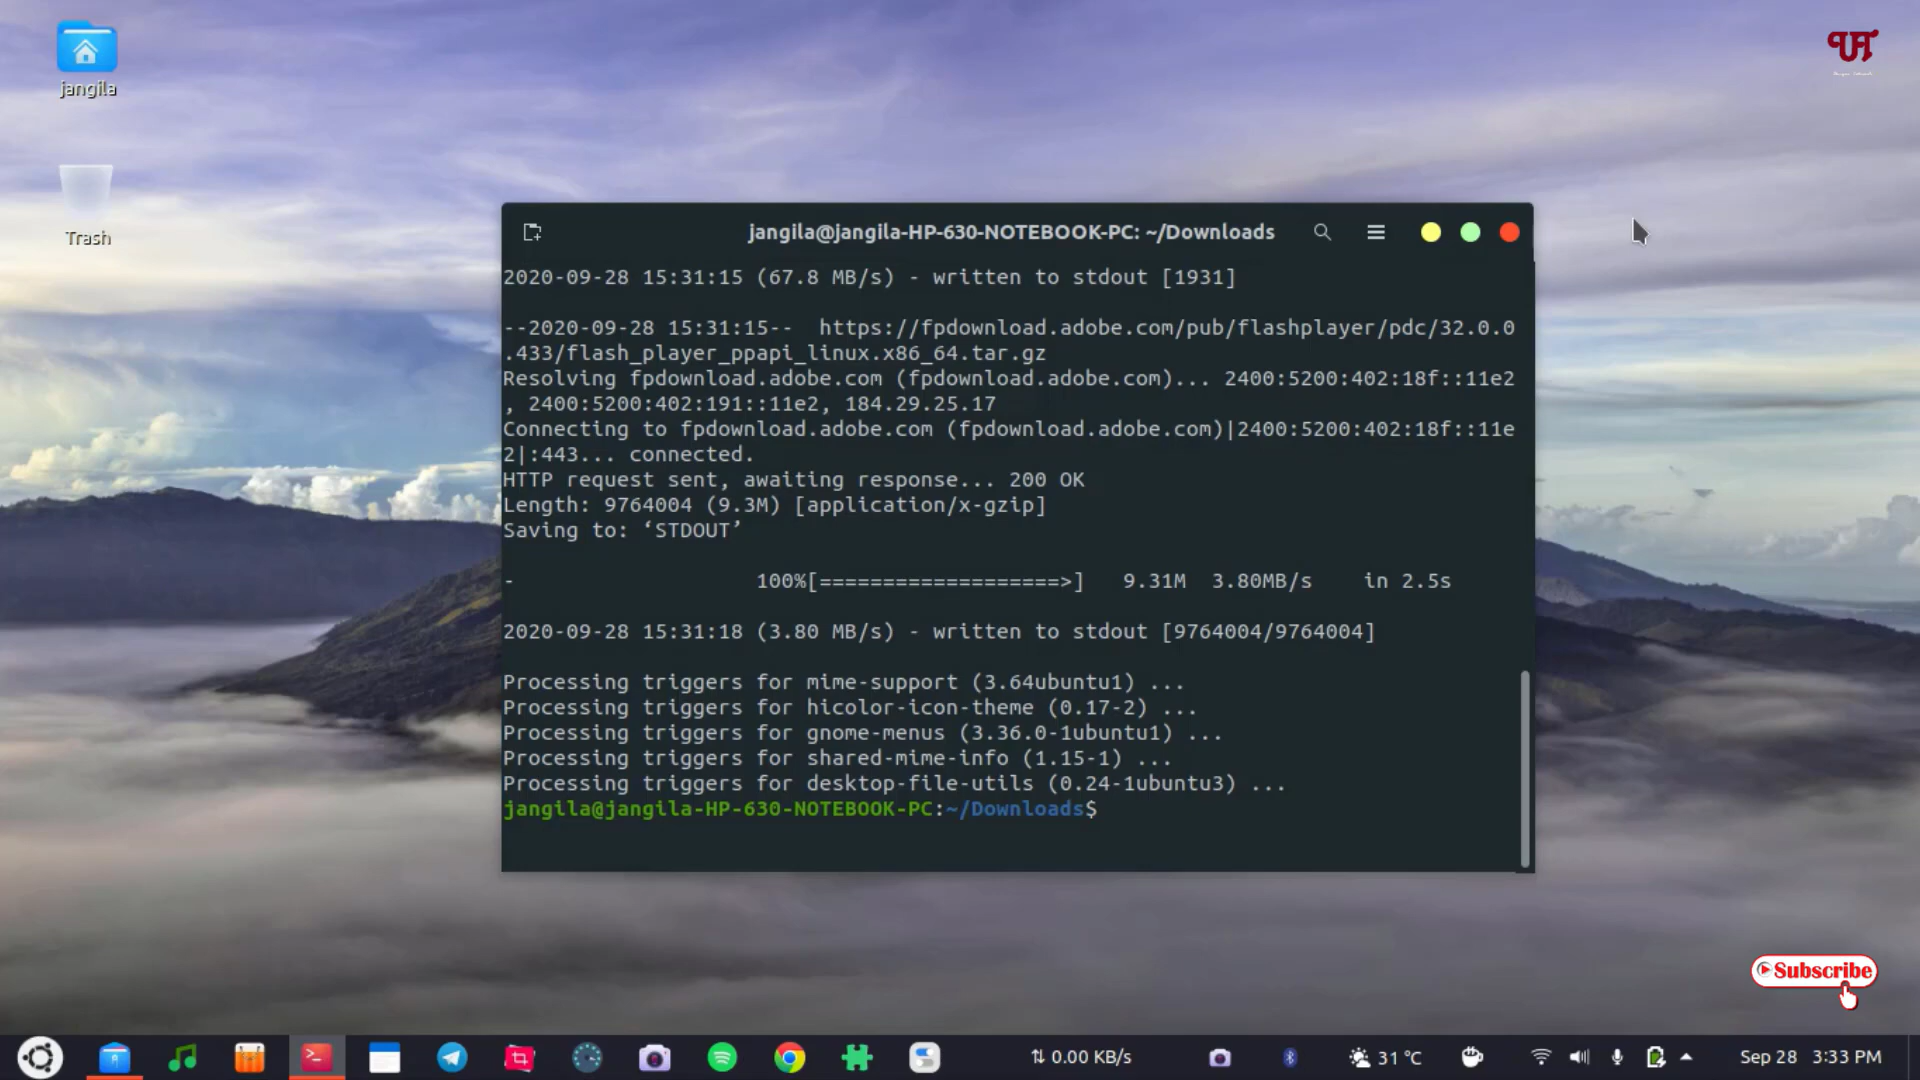 jangila
Trash
jangila@jangila-HP-630-NOTEBOOK-PC: ~/Downloads
2020-09-28 15:31:15 (67.8 MB/s) - written to stdout [1931]
--2020-09-28 15:31:15--  https://fpdownload.adobe.com/pub/flashplayer/pdc/32.0.0
.433/flash_player_ppapi_linux.x86_64.tar.gz
Resolving fpdownload.adobe.com (fpdownload.adobe.com)... 2400:5200:402:18f::11e2
, 2400:5200:402:191::11e2, 184.29.25.17
Connecting to fpdownload.adobe.com (fpdownload.adobe.com)|2400:5200:402:18f::11e
2|:443... connected.
HTTP request sent, awaiting response... 200 OK
Length: 9764004 (9.3M) [application/x-gzip]
Saving to: ‘STDOUT’
-                   100%[===================>]   9.31M  3.80MB/s    in 2.5s
2020-09-28 15:31:18 (3.80 MB/s) - written to stdout [9764004/9764004]
Processing triggers for mime-support (3.64ubuntu1) ...
Processing triggers for hicolor-icon-theme (0.17-2) ...
Processing triggers for gnome-menus (3.36.0-1ubuntu1) ...
Processing triggers for shared-mime-info (1.15-1) ...
Processing triggers for desktop-file-utils (0.24-1ubuntu3) ...
jangila@jangila-HP-630-NOTEBOOK-PC:~/Downloads$
Subscribe
⇅ 0.00 KB/s
31 °C
Sep 28 3:33 PM